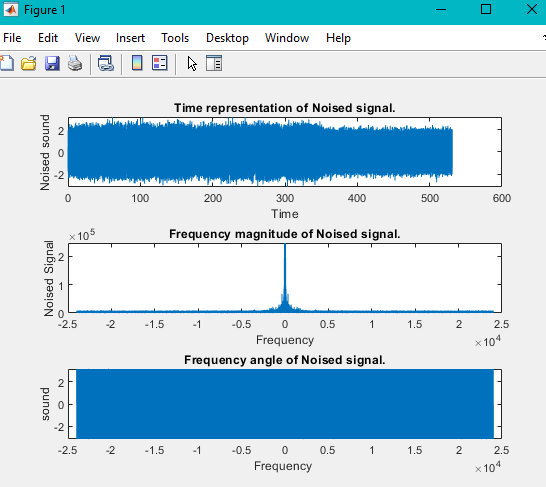 Figure 1
File Edit View Insert Tools Desktop Window Help
Time representation of Noised signal.
Noised sound
2
0
-2
0 100 200 300 400 500 600
Time
Frequency magnitude of Noised signal.
×10^5
Noised Signal
2
1
0
-2.5 -2 -1.5 -1 -0.5 0 0.5 1 1.5 2 2.5
Frequency
×10^4
Frequency angle of Noised signal.
sound
2
0
-2
-2.5 -2 -1.5 -1 -0.5 0 0.5 1 1.5 2 2.5
Frequency
×10^4